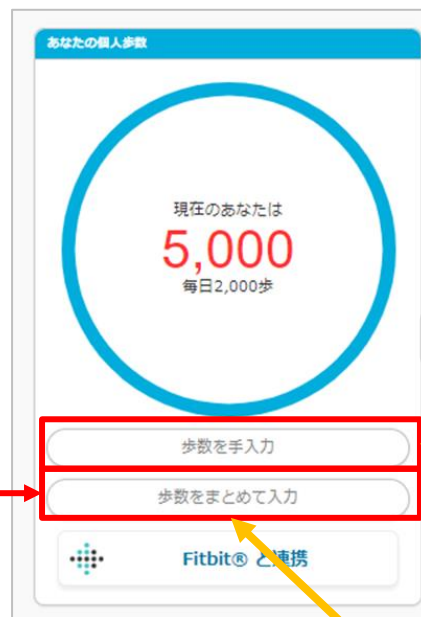 あなたの個人歩数
現在のあなたは
5,000
毎日2,000歩
歩数を手入力
歩数をまとめて入力
Fitbit® と連携